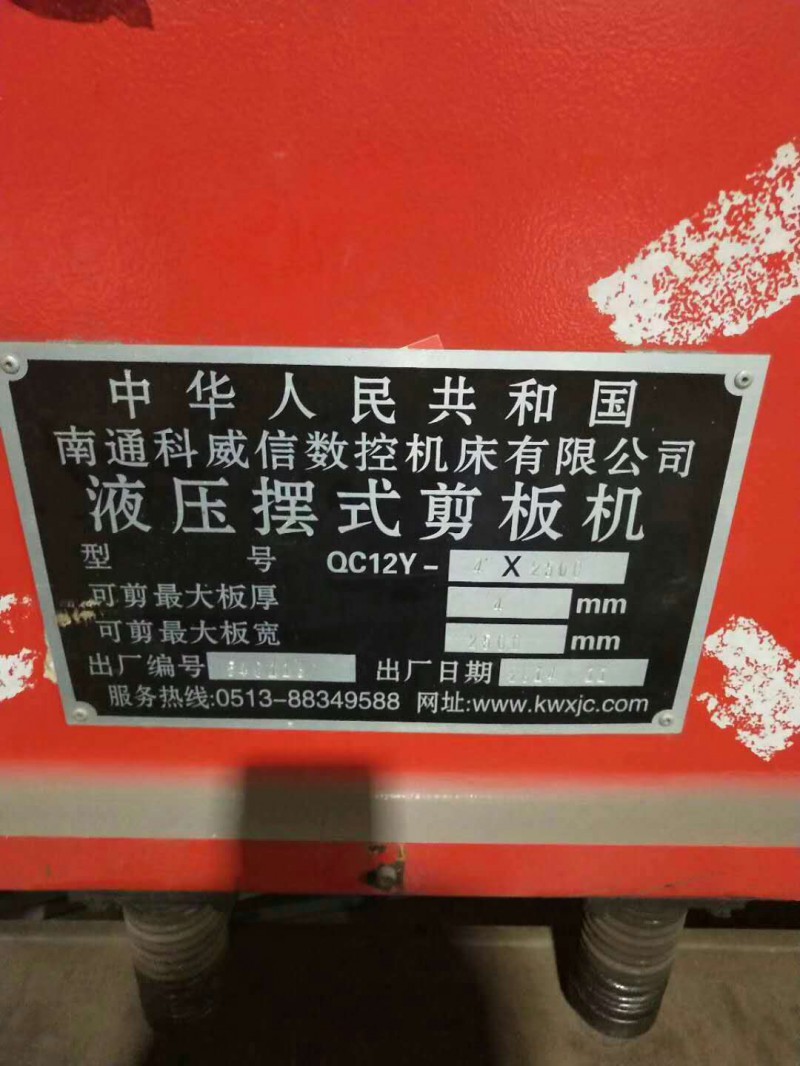 中华人民共和国
南通科威信数控机床有限公司
液压摆式剪板机
型 号 QC12Y- 4 X
可剪最大板厚 4 mm
可剪最大板宽 mm
出厂编号 出厂日期
服务热线:0513-88349588 网址:www.kwxjc.com